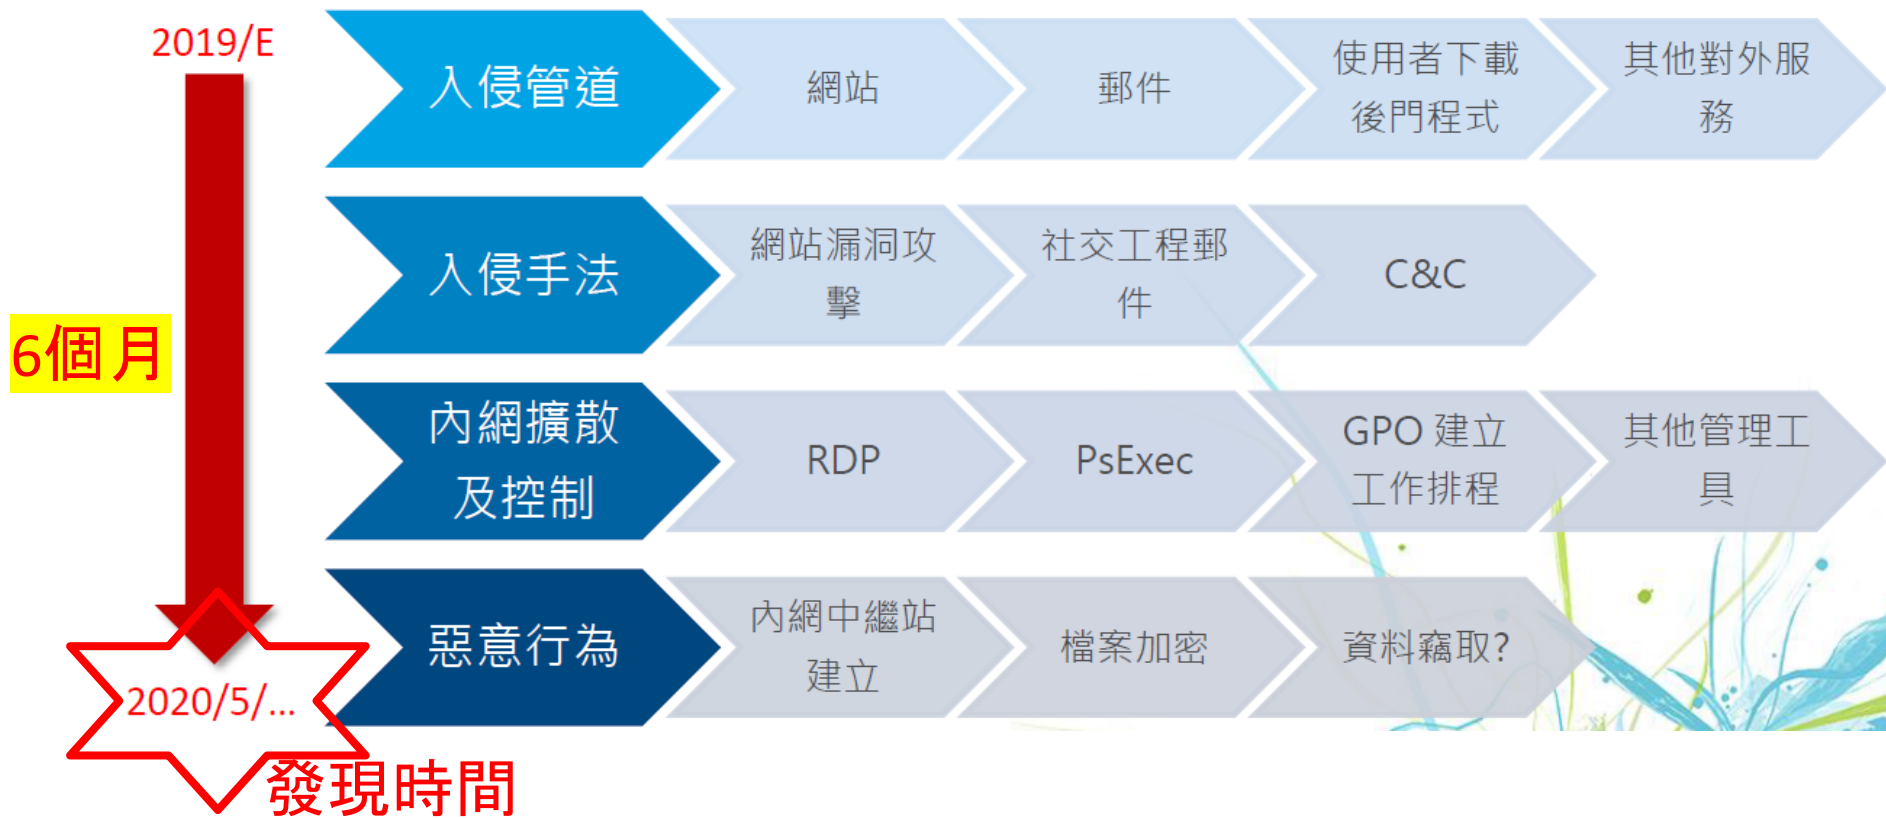 2019/E
入侵管道
網站
郵件
使用者下載
後門程式
其他對外服
務
入侵手法
網站漏洞攻
擊
社交工程郵
件
C&C
6個月
內網擴散
及控制
RDP
PsExec
GPO 建立
工作排程
其他管理工
具
惡意行為
內網中繼站
建立
檔案加密
資料竊取?
2020/5/...
發現時間